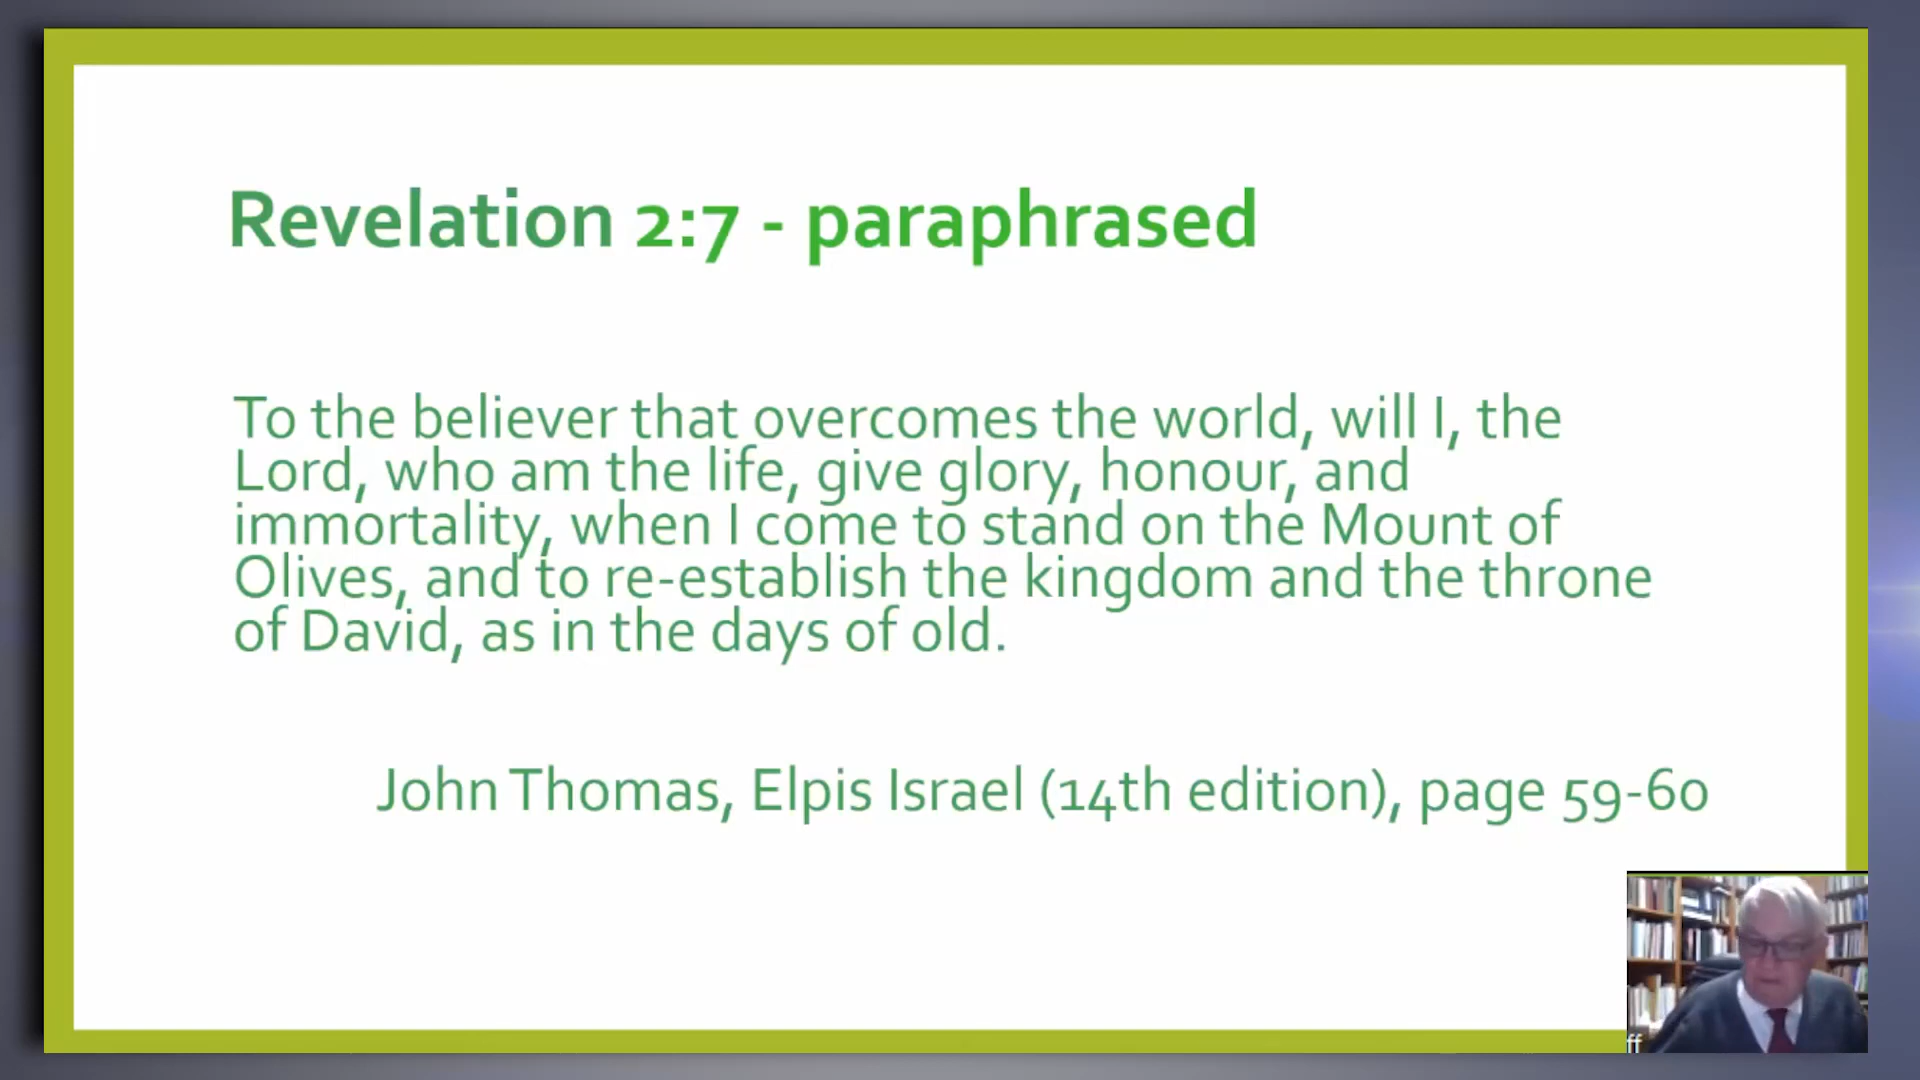 Revelation 2:7 - paraphrased
To the believer that overcomes the world, will I, the
Lord, who am the life, give glory, honour, and
immortality, when I come to stand on the Mount of
Olives, and to re-establish the kingdom and the throne
of David, as in the days of old.
John Thomas, Elpis Israel (14th edition), page 59-60
ff